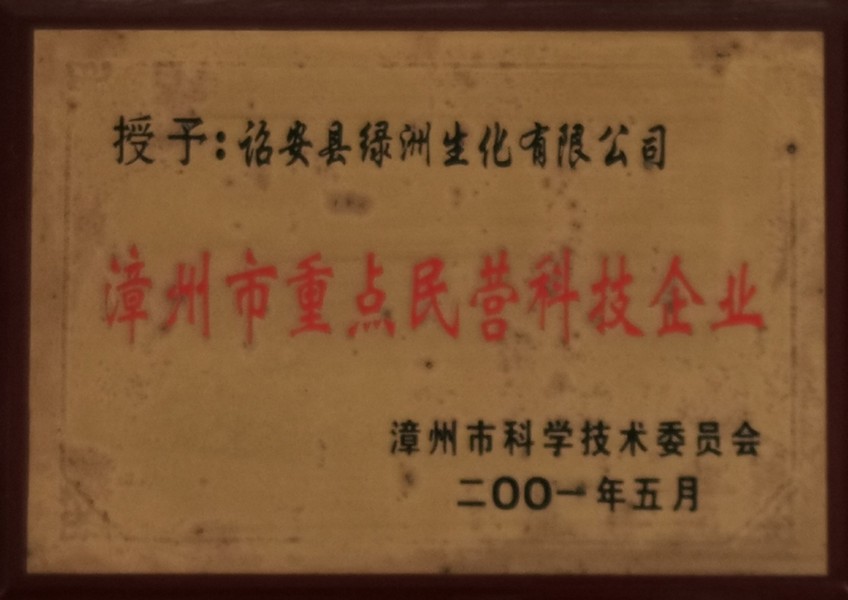 授予:诏安县绿洲生化有限公司
漳州市重点民营科技企业
漳州市科学技术委员会
二OO一年五月